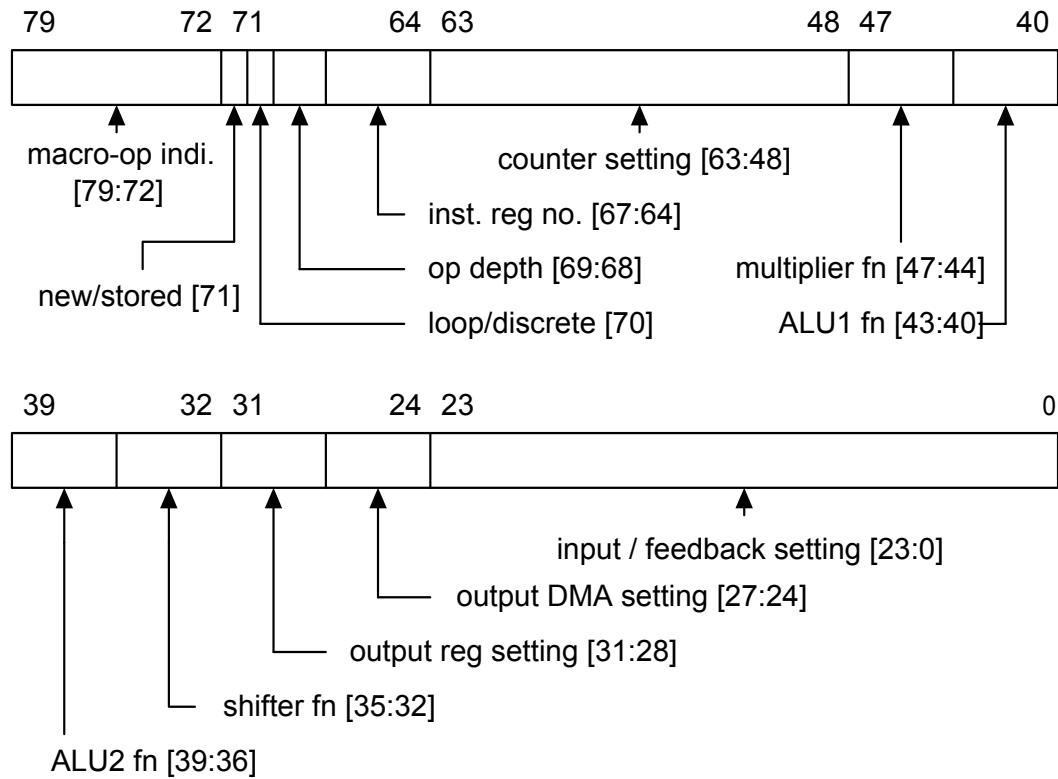 79 72 71 64 63 48 47 40
macro-op indi.
[79:72]
counter setting [63:48]
inst. reg no. [67:64]
op depth [69:68]
multiplier fn [47:44]
new/stored [71]
loop/discrete [70]
ALU1 fn [43:40]
39 32 31 24 23 0
input / feedback setting [23:0]
output DMA setting [27:24]
output reg setting [31:28]
shifter fn [35:32]
ALU2 fn [39:36]